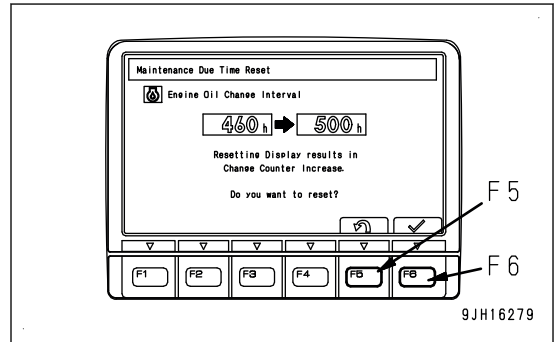 Maintenance Due Time Reset
Engine Oil Change Interval
460 h 500 h
Resetting Display results in
Change Counter Increase.
Do you want to reset?
F1 F2 F3 F4 F5 F6
F5
F6
9JH16279